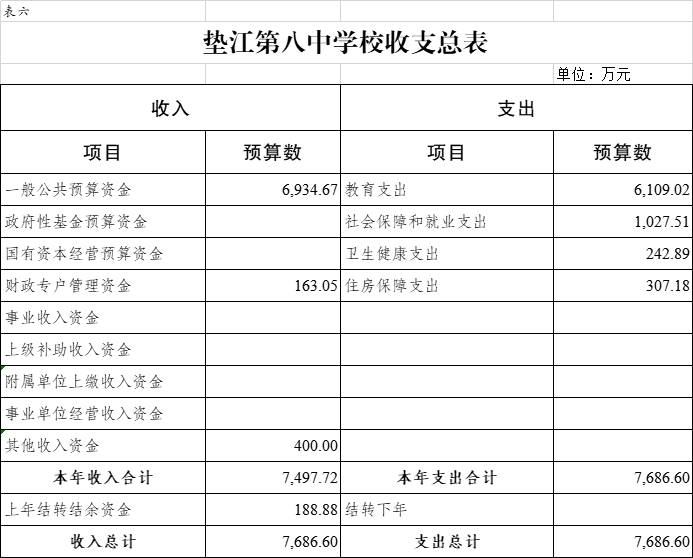 表六
垫江第八中学校收支总表
单位：万元
收入 支出
项目 预算数 项目 预算数
一般公共预算资金 6,934.67 教育支出 6,109.02
政府性基金预算资金 社会保障和就业支出 1,027.51
国有资本经营预算资金 卫生健康支出 242.89
财政专户管理资金 163.05 住房保障支出 307.18
事业收入资金
上级补助收入资金
附属单位上缴收入资金
事业单位经营收入资金
其他收入资金 400.00
本年收入合计 7,497.72 本年支出合计 7,686.60
上年结转结余资金 188.88 结转下年
收入总计 7,686.60 支出总计 7,686.60